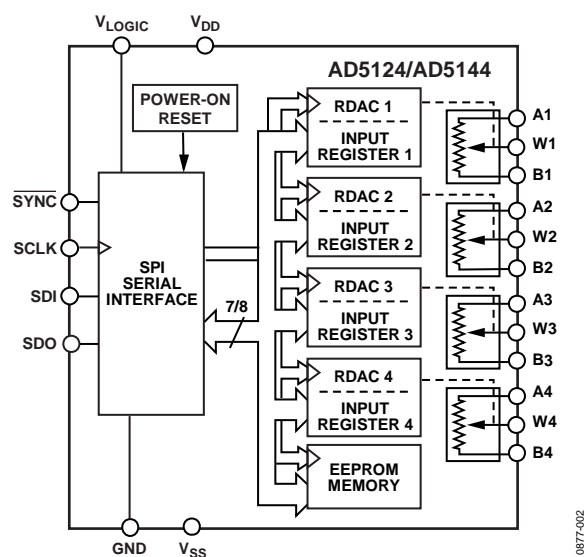 VLOGIC
VDD
AD5124/AD5144
POWER-ON
RESET
RDAC 1
INPUT
REGISTER 1
A1
W1
B1
SYNC
SCLK
SDI
SDO
SPI
SERIAL
INTERFACE
7/8
RDAC 2
INPUT
REGISTER 2
A2
W2
B2
RDAC 3
INPUT
REGISTER 3
A3
W3
B3
RDAC 4
INPUT
REGISTER 4
A4
W4
B4
EEPROM
MEMORY
GND
VSS
0877-002